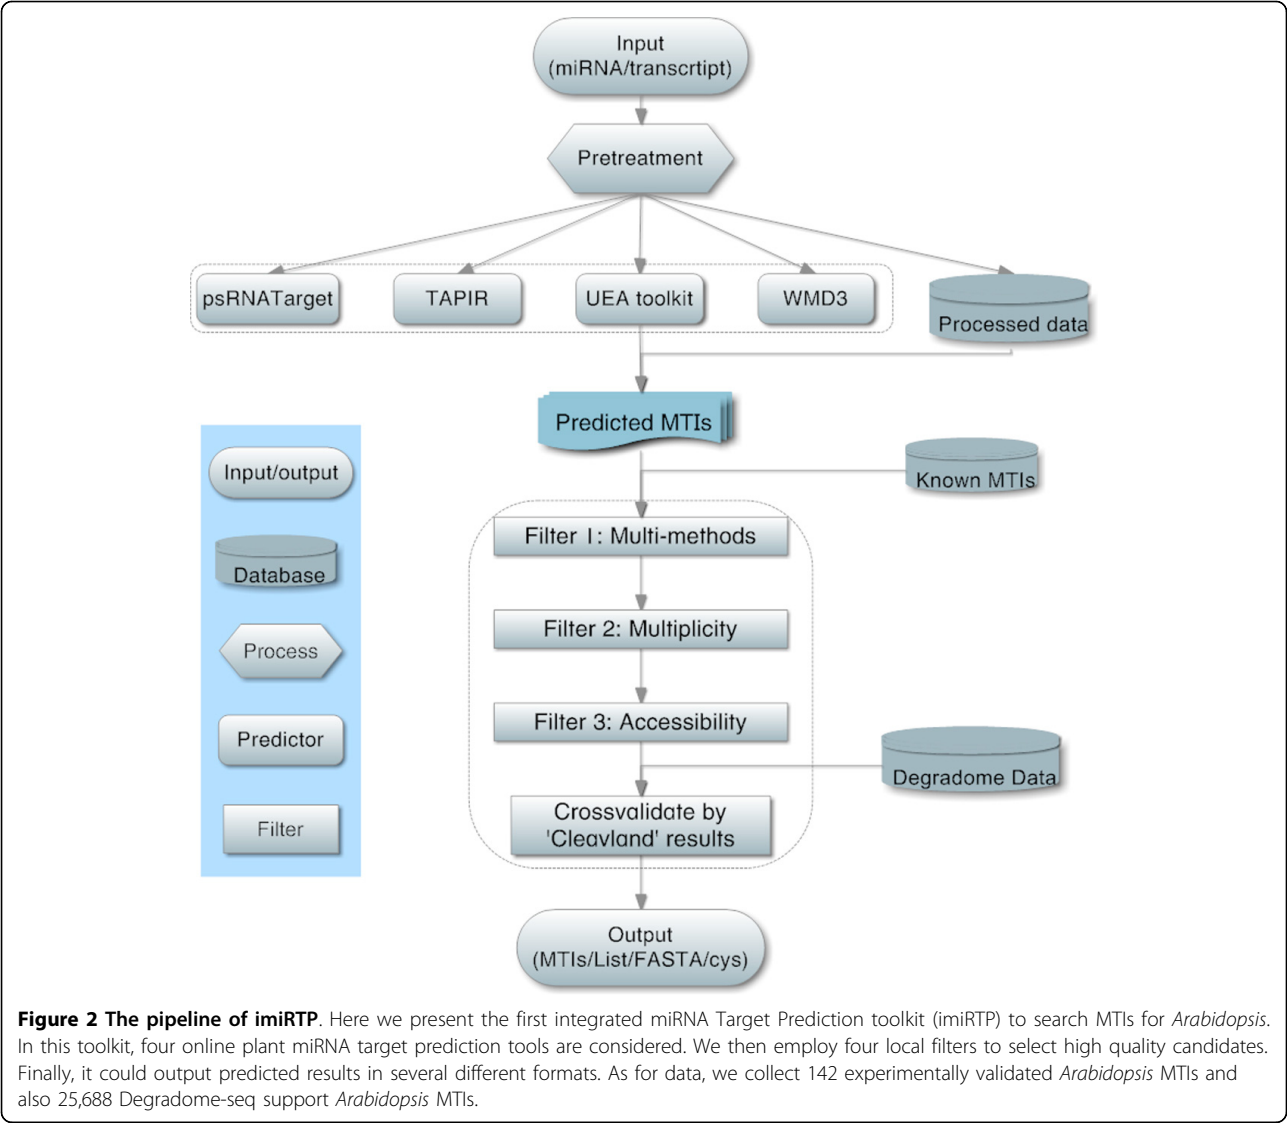 Input
(miRNA/transcrtipt)
Pretreatment
psRNATarget
TAPIR
UEA toolkit
WMD3
Processed data
Predicted MTIs
Known MTIs
Input/output
Database
Process
Predictor
Filter
Filter 1: Multi-methods
Filter 2: Multiplicity
Filter 3: Accessibility
Degradome Data
Crossvalidate by
'Cleavland' results
Output
(MTIs/List/FASTA/cys)
Figure 2 The pipeline of imiRTP. Here we present the first integrated miRNA Target Prediction toolkit (imiRTP) to search MTIs for Arabidopsis.
In this toolkit, four online plant miRNA target prediction tools are considered. We then employ four local filters to select high quality candidates.
Finally, it could output predicted results in several different formats. As for data, we collect 142 experimentally validated Arabidopsis MTIs and
also 25,688 Degradome-seq support Arabidopsis MTIs.